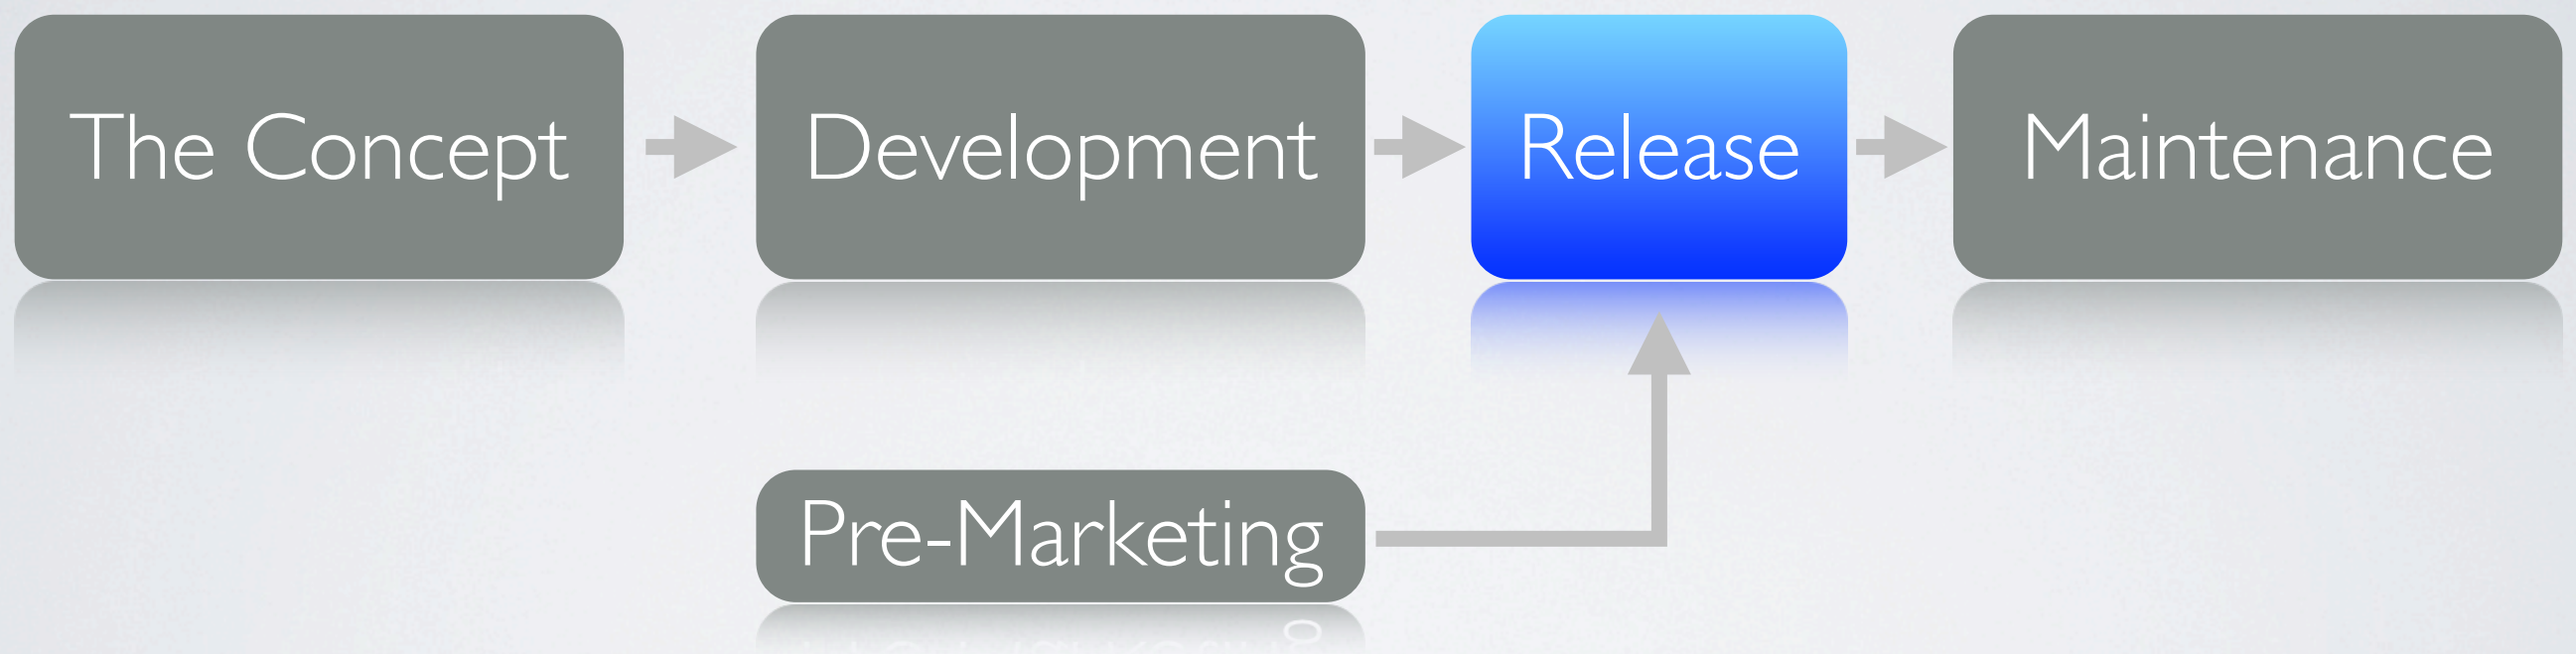 The Concept
Development
Release
Maintenance
Pre-Marketing